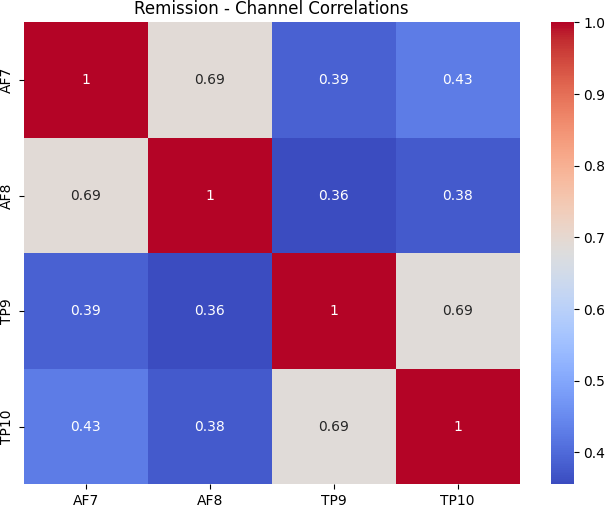 Remission - Channel Correlations
AF7 1 0.69 0.39 0.43
AF8 0.69 1 0.36 0.38
TP9 0.39 0.36 1 0.69
TP10 0.43 0.38 0.69 1
AF7 AF8 TP9 TP10
1.0
0.9
0.8
0.7
0.6
0.5
0.4